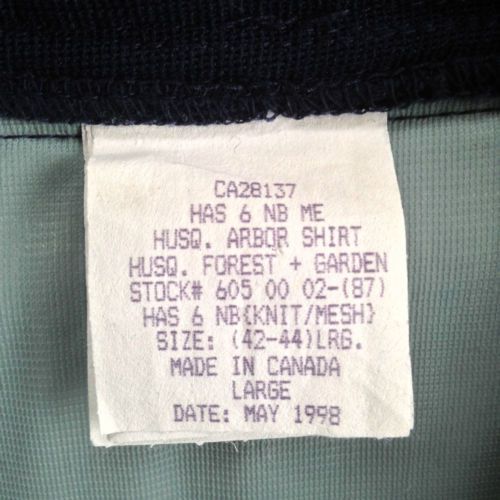 CA28137
HAS 6 NB ME
HUSQ. ARBOR SHIRT
HUSQ. FOREST + GARDEN
STOCK# 605 00 02-(87)
HAS 6 NB(KNIT/MESH)
SIZE: (42-44)LRG.
MADE IN CANADA
LARGE
DATE: MAY 1998